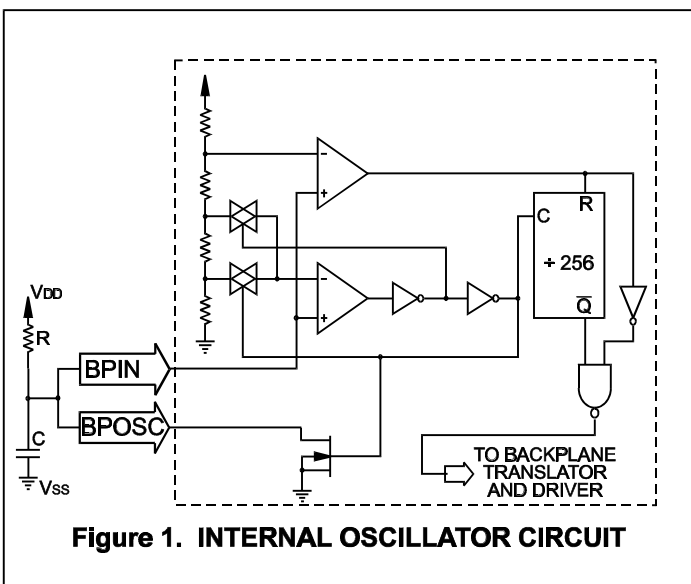 R
C
÷ 256
Q
VDD
R
BPIN
BPOSC
C
VSS
TO BACKPLANE
TRANSLATOR
AND DRIVER
Figure 1. INTERNAL OSCILLATOR CIRCUIT